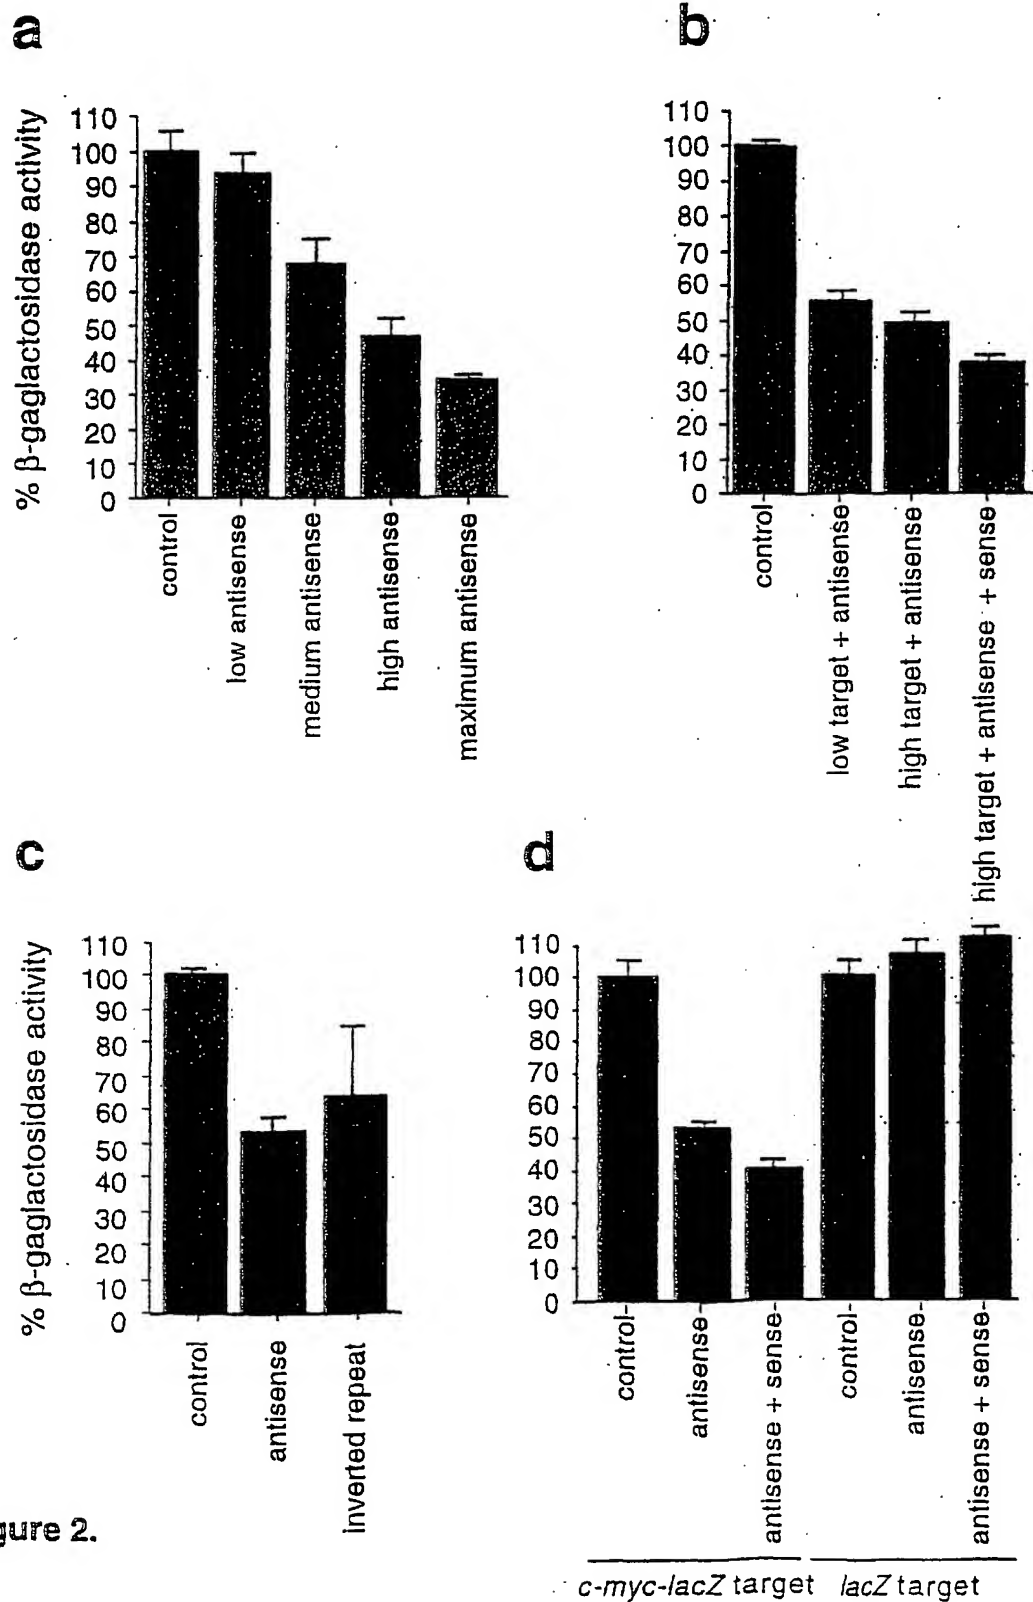 a
% β-gaglactosidase activity
110
100
90
80
70
60
50
40
30
20
10
0
control
low antisense
medium antisense
high antisense
maximum antisense
b
110
100
90
80
70
60
50
40
30
20
10
0
control
low target + antisense
high target + antisense
high target + antisense + sense
c
% β-gaglactosidase activity
110
100
90
80
70
60
50
40
30
20
10
0
control
antisense
inverted repeat
d
110
100
90
80
70
60
50
40
30
20
10
0
control
antisense
antisense + sense
control
antisense
antisense + sense
c-myc-lacZ target lacZ target
gure 2.